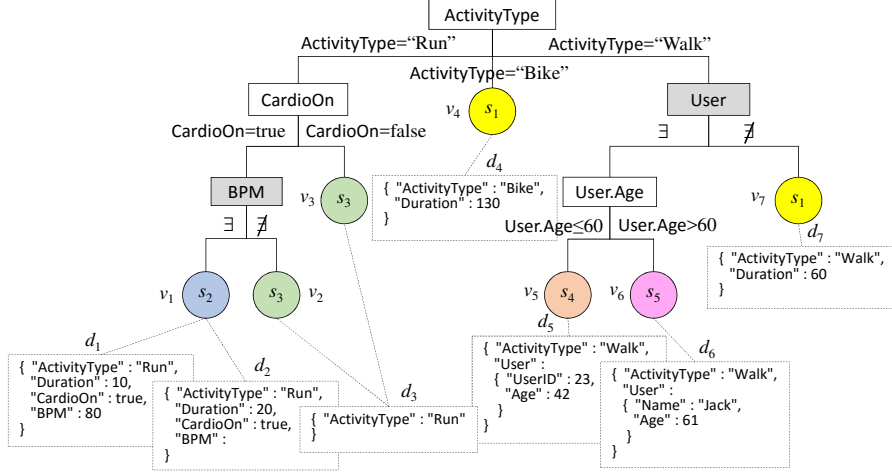 ActivityType
ActivityType=“Run”
ActivityType=“Walk”
ActivityType=“Bike”
CardioOn
v4
s1
User
CardioOn=true
CardioOn=false
∃
∄
d4
BPM
v3
s3
{ "ActivityType" : "Bike",
"Duration" : 130
}
User.Age
v7
s1
∃
∄
User.Age≤60
User.Age>60
d7
{ "ActivityType" : "Walk",
"Duration" : 60
}
v1
s2
s3
v2
v5
s4
v6
s5
d1
{ "ActivityType" : "Run",
"Duration" : 10,
"CardioOn" : true,
"BPM" : 80
}
d2
{ "ActivityType" : "Run",
"Duration" : 20,
"CardioOn" : true,
"BPM" :
}
d3
{ "ActivityType" : "Run"
}
d5
{ "ActivityType" : "Walk",
"User" :
{ "UserID" : 23,
"Age" : 42
}
}
d6
{ "ActivityType" : "Walk",
"User" :
{ "Name" : "Jack",
"Age" : 61
}
}